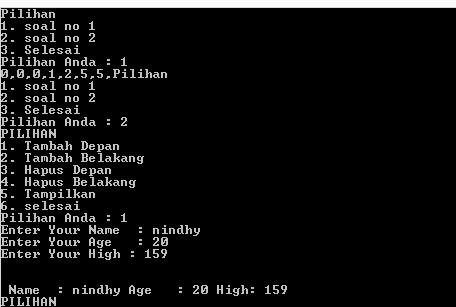 Pilihan
1. soal no 1
2. soal no 2
3. Selesai
Pilihan Anda : 1
0,0,0,1,2,5,5,Pilihan
1. soal no 1
2. soal no 2
3. Selesai
Pilihan Anda : 2
PILIHAN
1. Tambah Depan
2. Tambah Belakang
3. Hapus Depan
4. Hapus Belakang
5. Tampilkan
6. selesai
Pilihan Anda : 1
Enter Your Name  : nindhy
Enter Your Age   : 20
Enter Your High : 159
Name  : nindhy Age   : 20 High: 159
PILIHAN